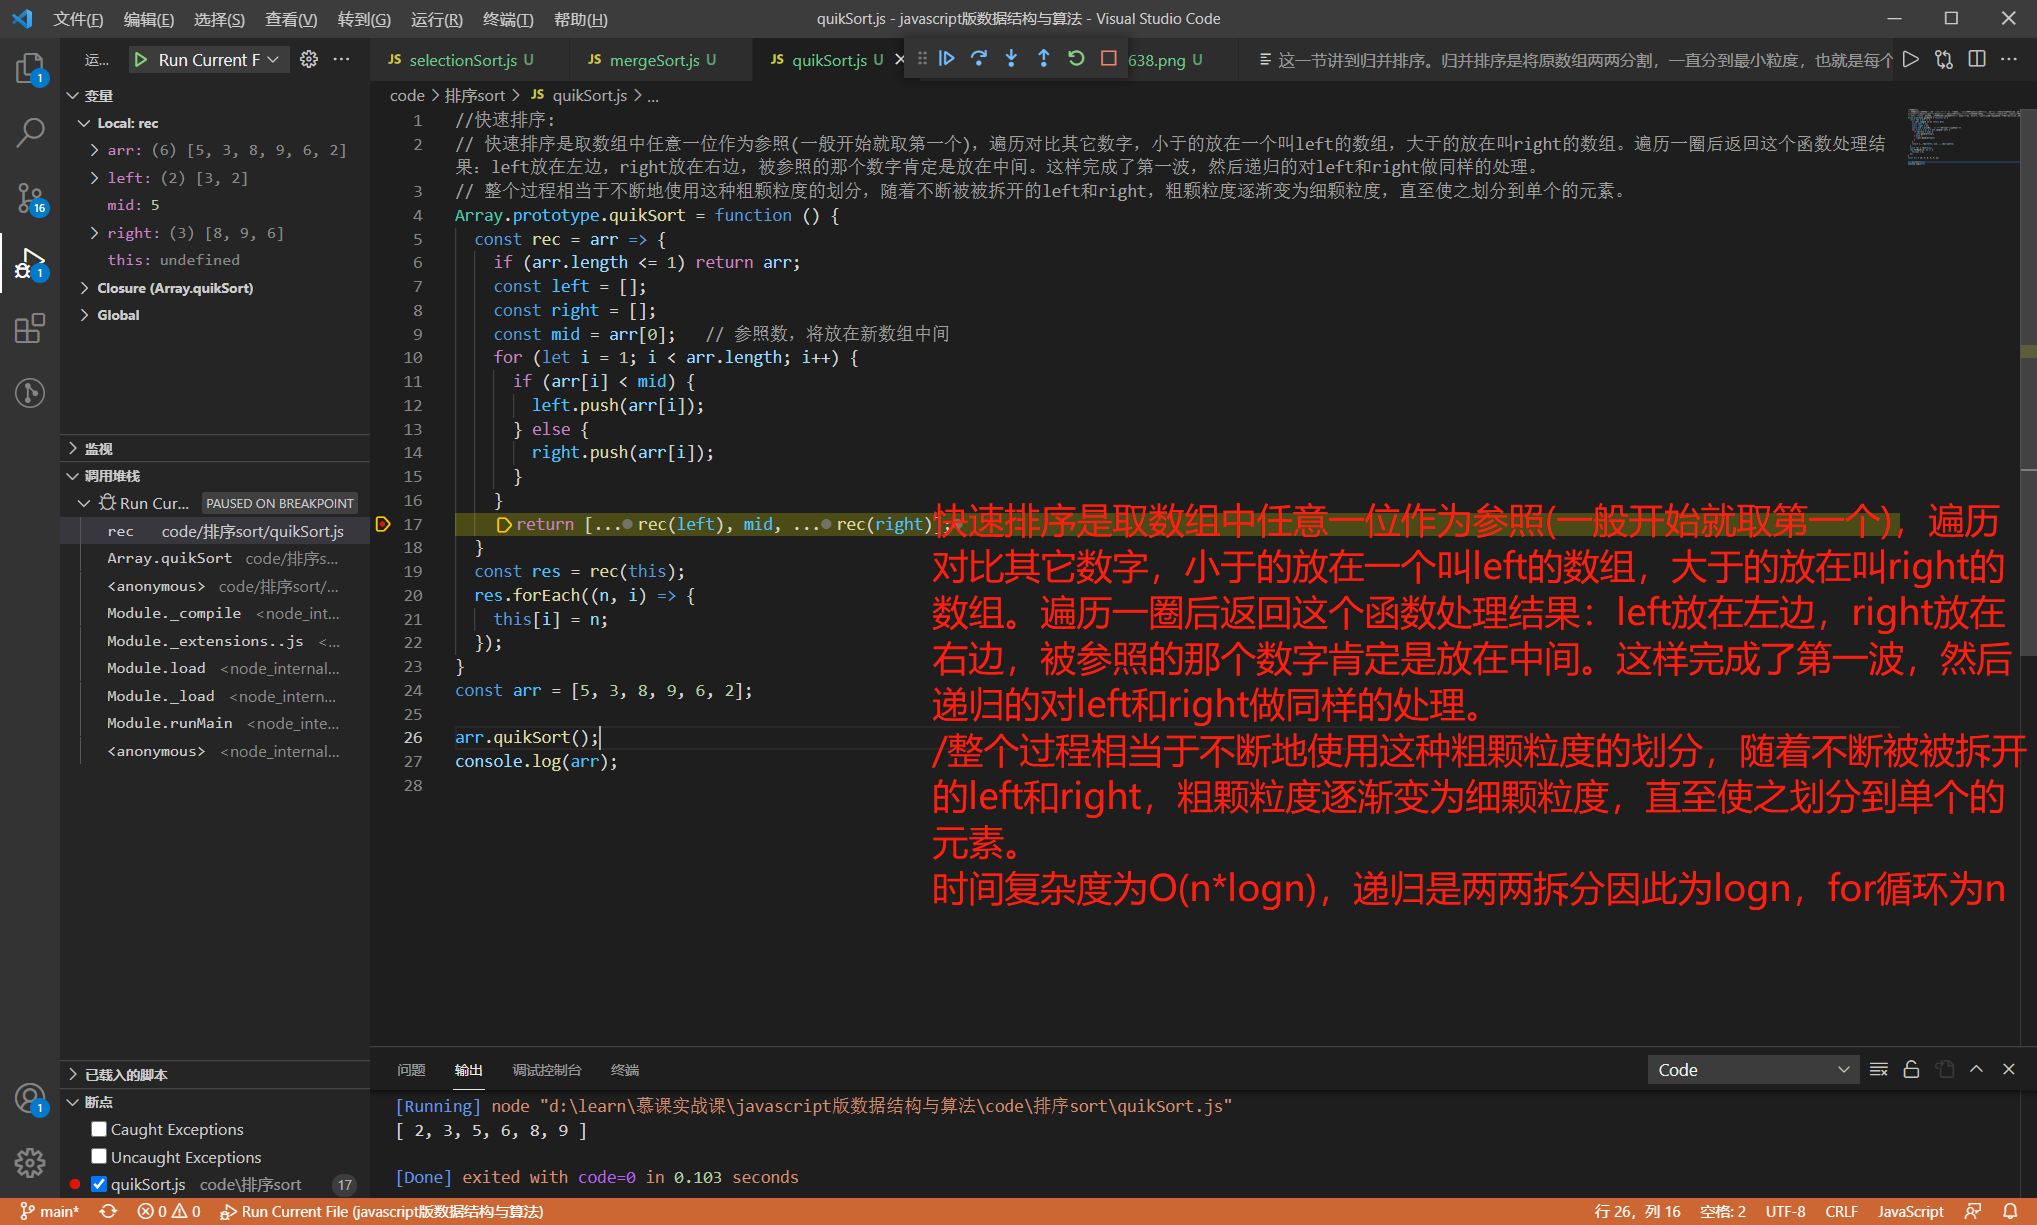 文件(F) 编辑(E) 选择(S) 查看(V) 转到(G) 运行(R) 终端(T) 帮助(H)
quikSort.js - javascript版数据结构与算法 - Visual Studio Code
运... Run Current F
JS selectionSort.js U
JS mergeSort.js U
JS quikSort.js U
638.png U
这一节讲到归并排序。归并排序是将原数组两两分割，一直分到最小粒度，也就是每个
变量
Local: rec
arr: (6) [5, 3, 8, 9, 6, 2]
left: (2) [3, 2]
mid: 5
right: (3) [8, 9, 6]
this: undefined
Closure (Array.quikSort)
Global
监视
调用堆栈
Run Cur... PAUSED ON BREAKPOINT
rec code/排序sort/quikSort.js
Array.quikSort code/排序s...
<anonymous> code/排序sort/...
Module._compile <node_int...
Module._extensions..js <...
Module.load <node_internal...
Module._load <node_intern...
Module.runMain <node_inte...
<anonymous> <node_internal...
已载入的脚本
断点
Caught Exceptions
Uncaught Exceptions
quikSort.js code\排序sort 17
1
16
1
1
code > 排序sort > JS quikSort.js > ...
1 //快速排序:
2 // 快速排序是取数组中任意一位作为参照(一般开始就取第一个)，遍历对比其它数字，小于的放在一个叫left的数组，大于的放在叫right的数组。遍历一圈后返回这个函数处理结
果: left放在左边，right放在右边，被参照的那个数字肯定是放在中间。这样完成了第一波，然后递归的对left和right做同样的处理。
3 // 整个过程相当于不断地使用这种粗颗粒度的划分，随着不断被被拆开的left和right，粗颗粒度逐渐变为细颗粒度，直至使之划分到单个的元素。
4 Array.prototype.quikSort = function () {
5 const rec = arr => {
6 if (arr.length <= 1) return arr;
7 const left = [];
8 const right = [];
9 const mid = arr[0]; // 参照数，将放在新数组中间
10 for (let i = 1; i < arr.length; i++) {
11 if (arr[i] < mid) {
12 left.push(arr[i]);
13 } else {
14 right.push(arr[i]);
15 }
16 }
17 return [...rec(left), mid, ...rec(right)];
18 }
19 const res = rec(this);
20 res.forEach((n, i) => {
21 this[i] = n;
22 });
23 }
24 const arr = [5, 3, 8, 9, 6, 2];
25
26 arr.quikSort();
27 console.log(arr);
28
快速排序是取数组中任意一位作为参照(一般开始就取第一个)，遍历
对比其它数字，小于的放在一个叫left的数组，大于的放在叫right的
数组。遍历一圈后返回这个函数处理结果：left放在左边，right放在
右边，被参照的那个数字肯定是放在中间。这样完成了第一波，然后
递归的对left和right做同样的处理。
/整个过程相当于不断地使用这种粗颗粒度的划分，随着不断被被拆开
的left和right，粗颗粒度逐渐变为细颗粒度，直至使之划分到单个的
元素。
时间复杂度为O(n*logn)，递归是两两拆分因此为logn，for循环为n
问题 输出 调试控制台 终端
Code
[Running] node "d:\learn\慕课实战课\javascript版数据结构与算法\code\排序sort\quikSort.js"
[ 2, 3, 5, 6, 8, 9 ]
[Done] exited with code=0 in 0.103 seconds
main* 0 0 Run Current File (javascript版数据结构与算法)
行 26，列 16 空格: 2 UTF-8 CRLF JavaScript